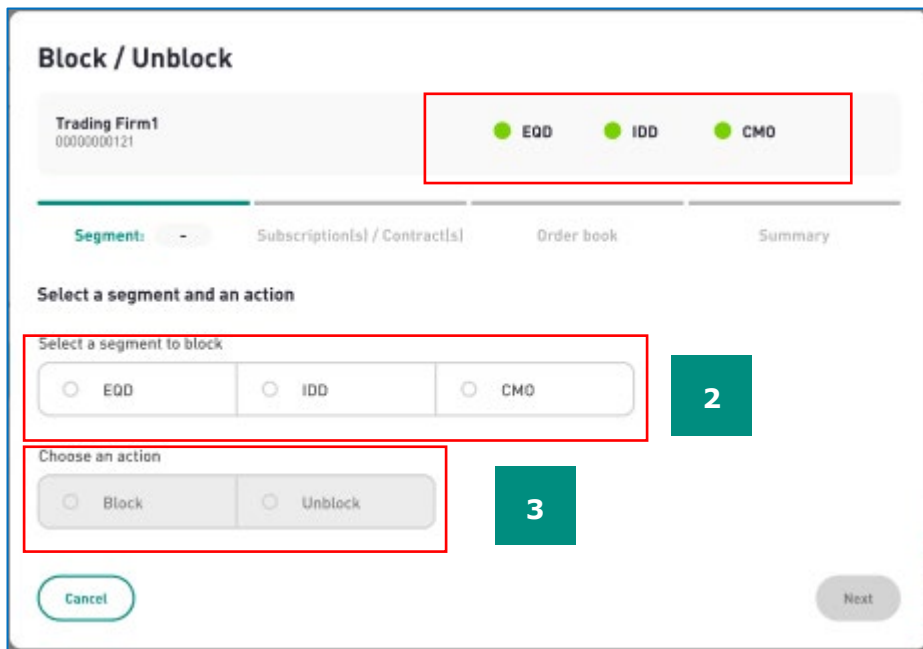 Block / Unblock
Trading Firm1
00000000121
EQD IDD CMO
Segment: - Subscription(s) / Contract(s) Order book Summary
Select a segment and an action
Select a segment to block
EQD IDD CMO
2
Choose an action
Block Unblock
3
Cancel Next